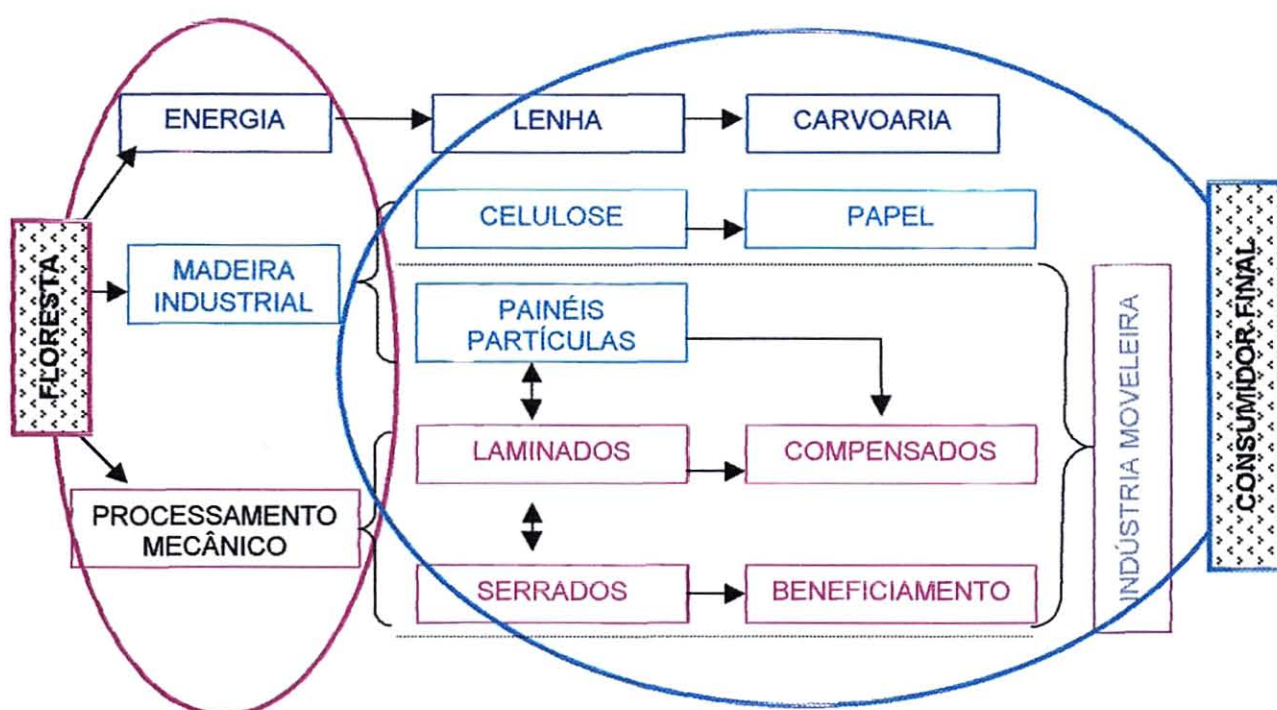 ENERGIA
LENHA
CARVOARIA
FLORESTA
MADEIRA
INDUSTRIAL
CELULOSE
PAPEL
PAINÉIS
PARTÍCULAS
LAMINADOS
COMPENSADOS
PROCESSAMENTO
MECÂNICO
SERRADOS
BENEFICIAMENTO
INDÚSTRIA MOVELEIRA
CONSUMIDOR FINAL